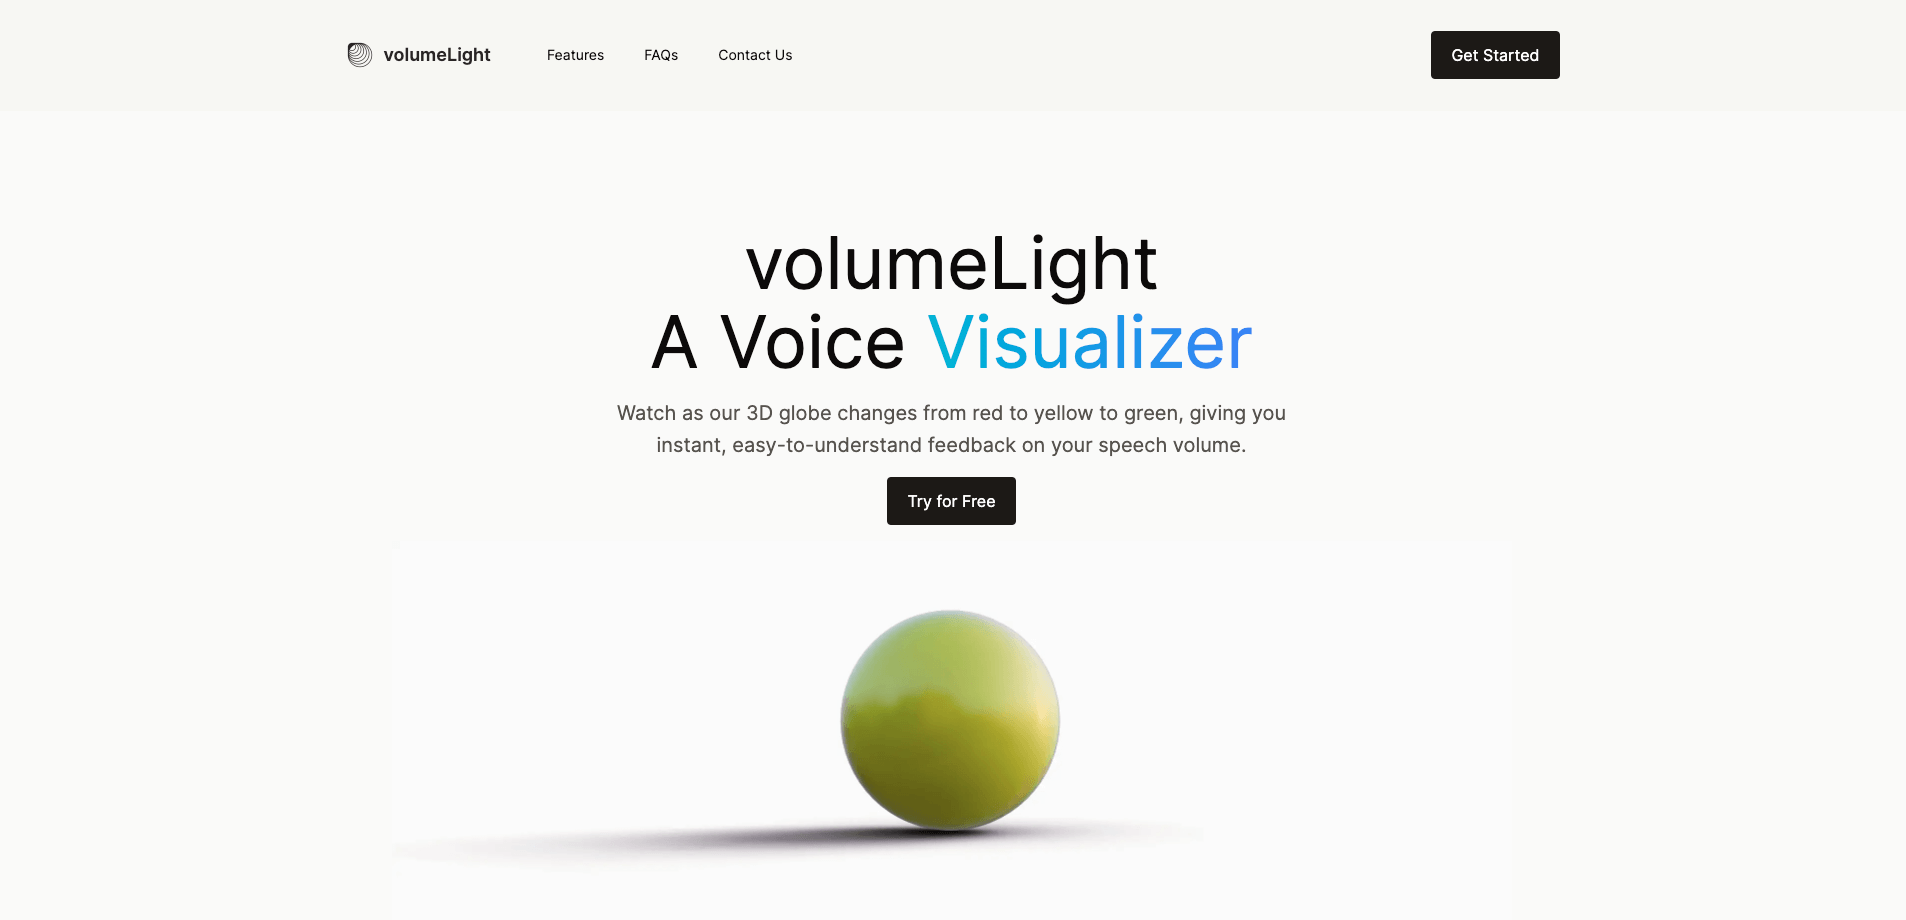 volumeLight
Features
FAQs
Contact Us
Get Started
volumeLight
A Voice Visualizer
Watch as our 3D globe changes from red to yellow to green, giving you
instant, easy-to-understand feedback on your speech volume.
Try for Free